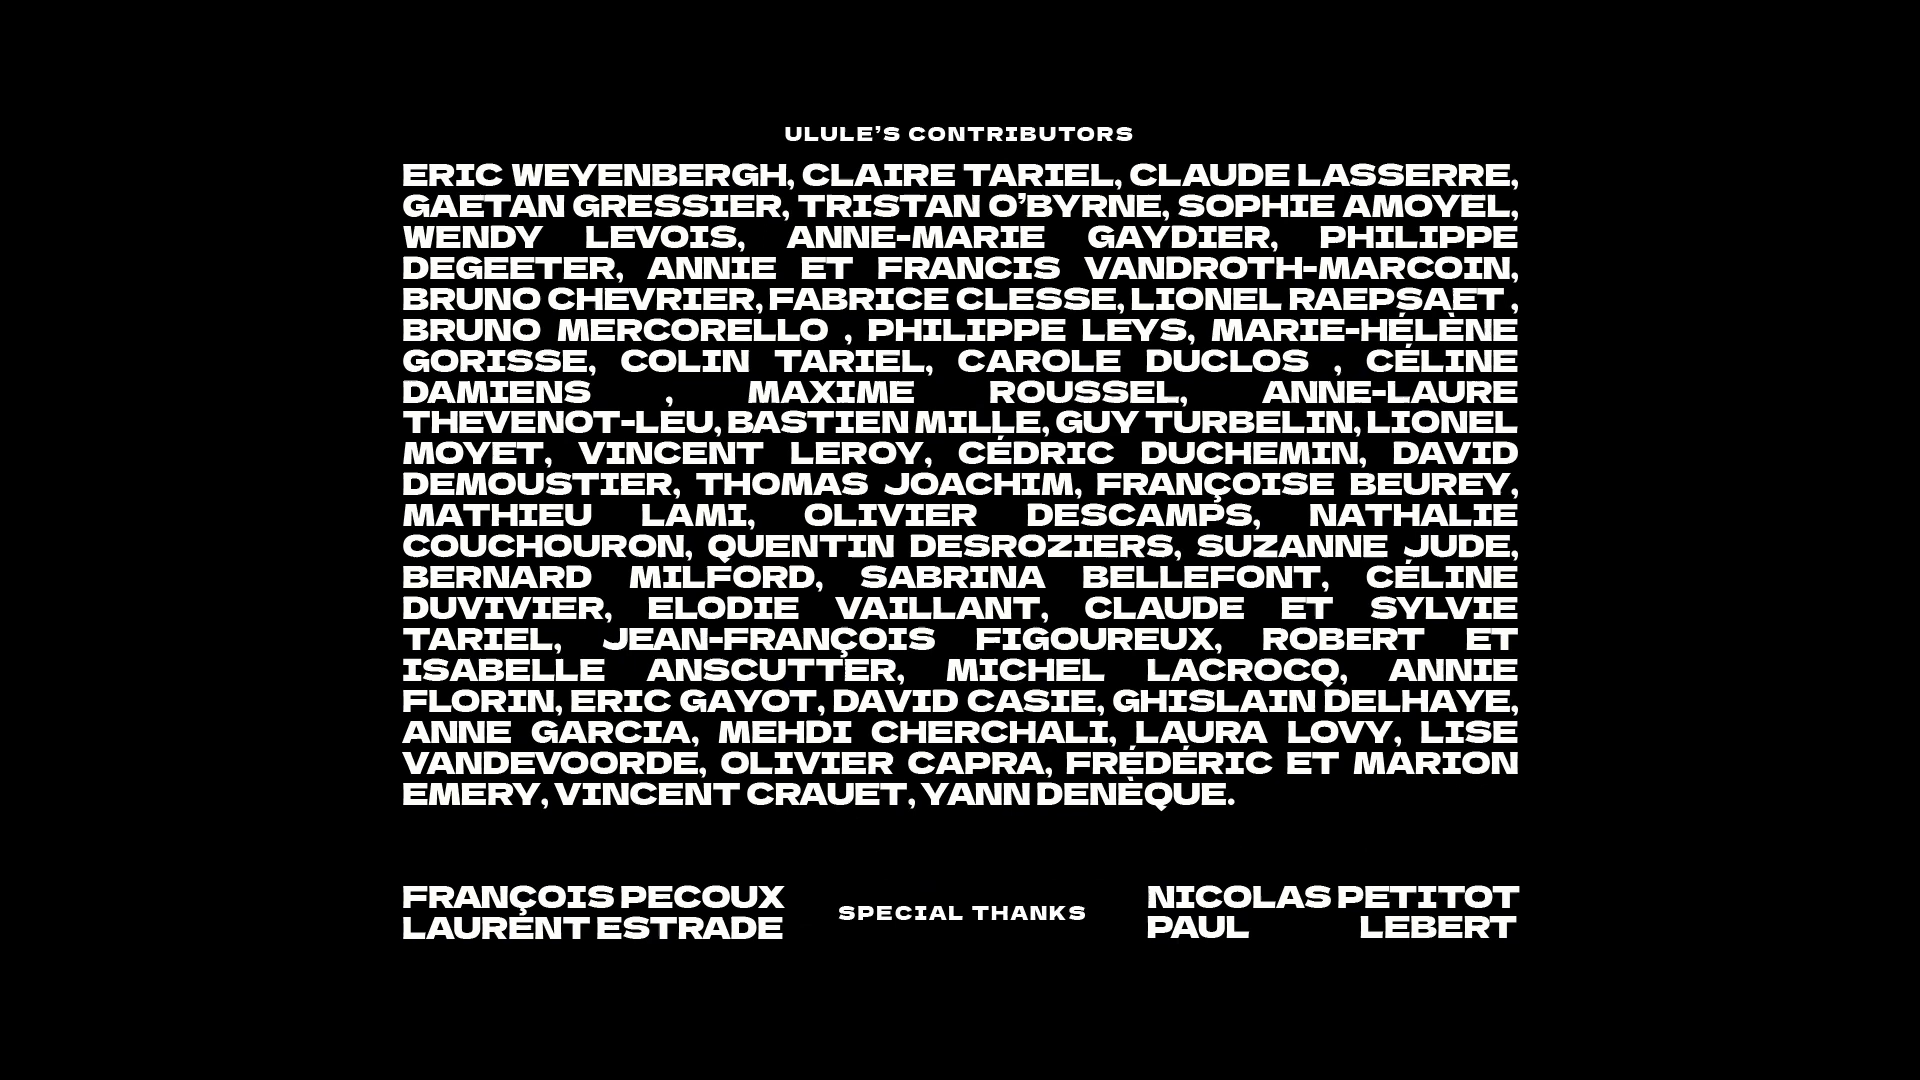 ULULE'S CONTRIBUTORS
ERIC WEYENBERGH, CLAIRE TARIEL, CLAUDE LASSERRE,
GAETAN GRESSIER, TRISTAN O'BYRNE, SOPHIE AMOYEL,
WENDY LEVOIS, ANNE-MARIE GAYDIER, PHILIPPE
DEGEETER, ANNIE ET FRANCIS VANDROTH-MARCOIN,
BRUNO CHEVRIER, FABRICE CLESSE, LIONEL RAEPSAET ,
BRUNO MERCORELLO , PHILIPPE LEYS, MARIE-HÉLÈNE
GORISSE, COLIN TARIEL, CAROLE DUCLOS , CÉLINE
DAMIENS , MAXIME ROUSSEL, ANNE-LAURE
THEVENOT-LEU, BASTIEN MILLE, GUY TURBELIN, LIONEL
MOYET, VINCENT LEROY, CÉDRIC DUCHEMIN, DAVID
DEMOUSTIER, THOMAS JOACHIM, FRANÇOISE BEUREY,
MATHIEU LAMI, OLIVIER DESCAMPS, NATHALIE
COUCHOURON, QUENTIN DESROZIERS, SUZANNE JUDE,
BERNARD MILFORD, SABRINA BELLEFONT, CÉLINE
DUVIVIER, ELODIE VAILLANT, CLAUDE ET SYLVIE
TARIEL, JEAN-FRANÇOIS FIGOUREUX, ROBERT ET
ISABELLE ANSCUTTER, MICHEL LACROCQ, ANNIE
FLORIN, ERIC GAYOT, DAVID CASIE, GHISLAIN DELHAYE,
ANNE GARCIA, MEHDI CHERCHALI, LAURA LOVY, LISE
VANDEVOORDE, OLIVIER CAPRA, FRÉDÉRIC ET MARION
EMERY, VINCENT CRAUET, YANN DENÈQUE.
FRANÇOIS PECOUX
LAURENT ESTRADE
SPECIAL THANKS
NICOLAS PETITOT
PAUL LEBERT